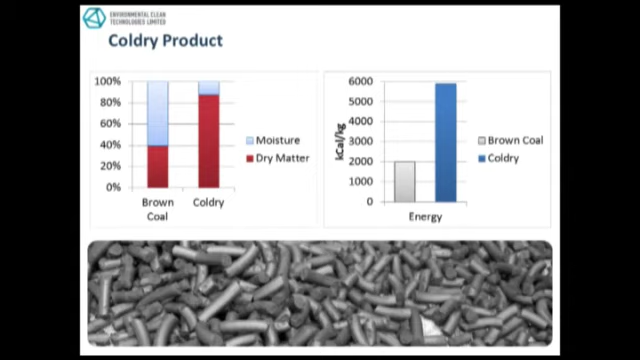 ENVIRONMENTAL CLEAN
TECHNOLOGIES LIMITED
Coldry Product
100%
80%
60%
40%
20%
0%
Brown
Coal
Coldry
Moisture
Dry Matter
kCal/kg
6000
5000
4000
3000
2000
1000
0
Energy
Brown Coal
Coldry